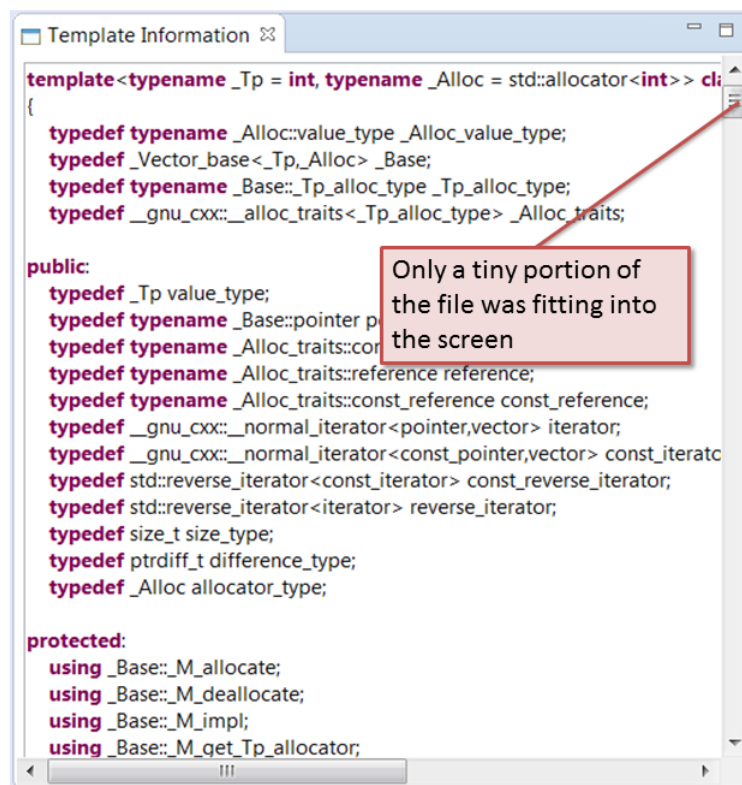 Template Information
template<typename _Tp = int, typename _Alloc = std::allocator<int>> cla
{
typedef typename _Alloc::value_type _Alloc_value_type;
typedef _Vector_base<_Tp,_Alloc> _Base;
typedef typename _Base::_Tp_alloc_type _Tp_alloc_type;
typedef __gnu_cxx::__alloc_traits<_Tp_alloc_type> _Alloc_traits;
public:
typedef _Tp value_type;
typedef typename _Base::pointer po
typedef typename _Alloc_traits::con
typedef typename _Alloc_traits::reference reference;
typedef typename _Alloc_traits::const_reference const_reference;
typedef __gnu_cxx::__normal_iterator<pointer,vector> iterator;
typedef __gnu_cxx::__normal_iterator<const_pointer,vector> const_iterato
typedef std::reverse_iterator<const_iterator> const_reverse_iterator;
typedef std::reverse_iterator<iterator> reverse_iterator;
typedef size_t size_type;
typedef ptrdiff_t difference_type;
typedef _Alloc allocator_type;
protected:
using _Base::_M_allocate;
using _Base::_M_deallocate;
using _Base::_M_impl;
using _Base::_M_get_Tp_allocator;
Only a tiny portion of
the file was fitting into
the screen